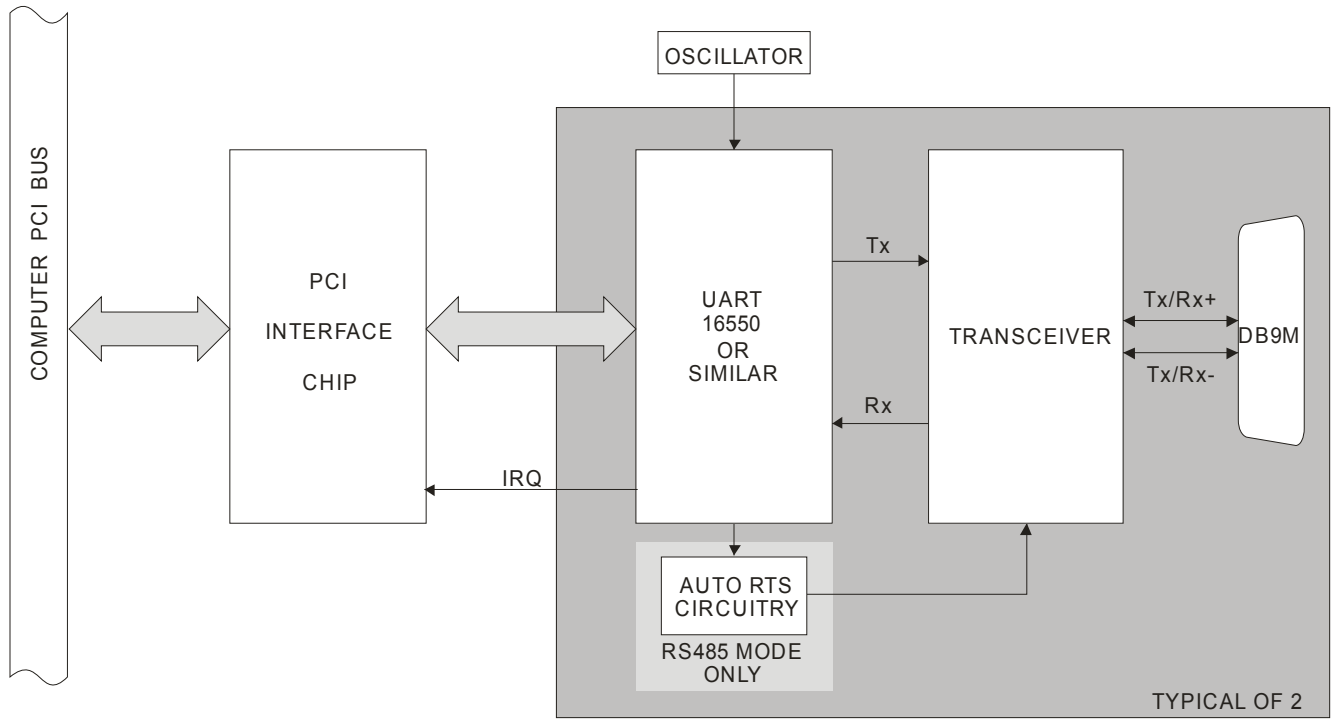 COMPUTER PCI BUS
PCI
INTERFACE
CHIP
OSCILLATOR
UART
16550
OR
SIMILAR
Tx
Rx
IRQ
TRANSCEIVER
Tx/Rx+
Tx/Rx-
DB9M
AUTO RTS
CIRCUITRY
RS485 MODE
ONLY
TYPICAL OF 2